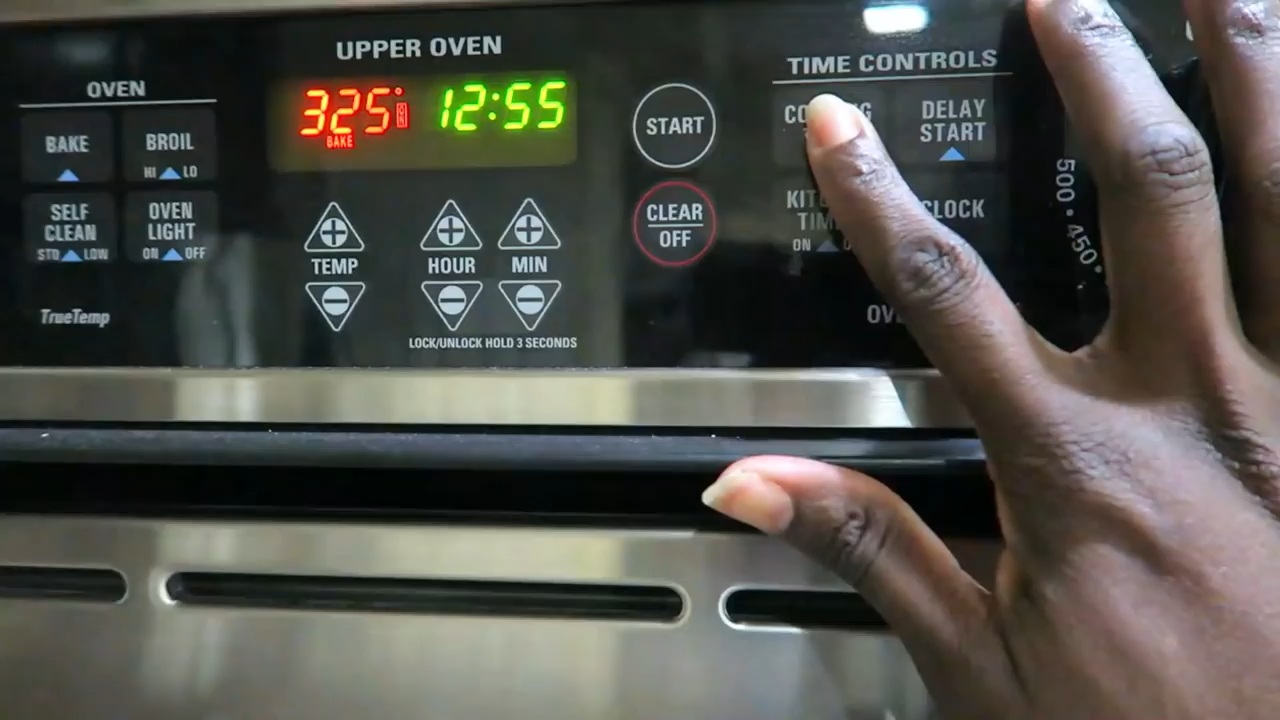 UPPER OVEN
OVEN
BAKE
BROIL
HI LO
SELF
CLEAN
STD LOW
OVEN
LIGHT
ON OFF
TrueTemp
325° ON
BAKE
12:55
TEMP
HOUR
MIN
LOCK/UNLOCK HOLD 3 SECONDS
START
CLEAR
OFF
TIME CONTROLS
DELAY
START
CLOCK
ON
500 • 450°